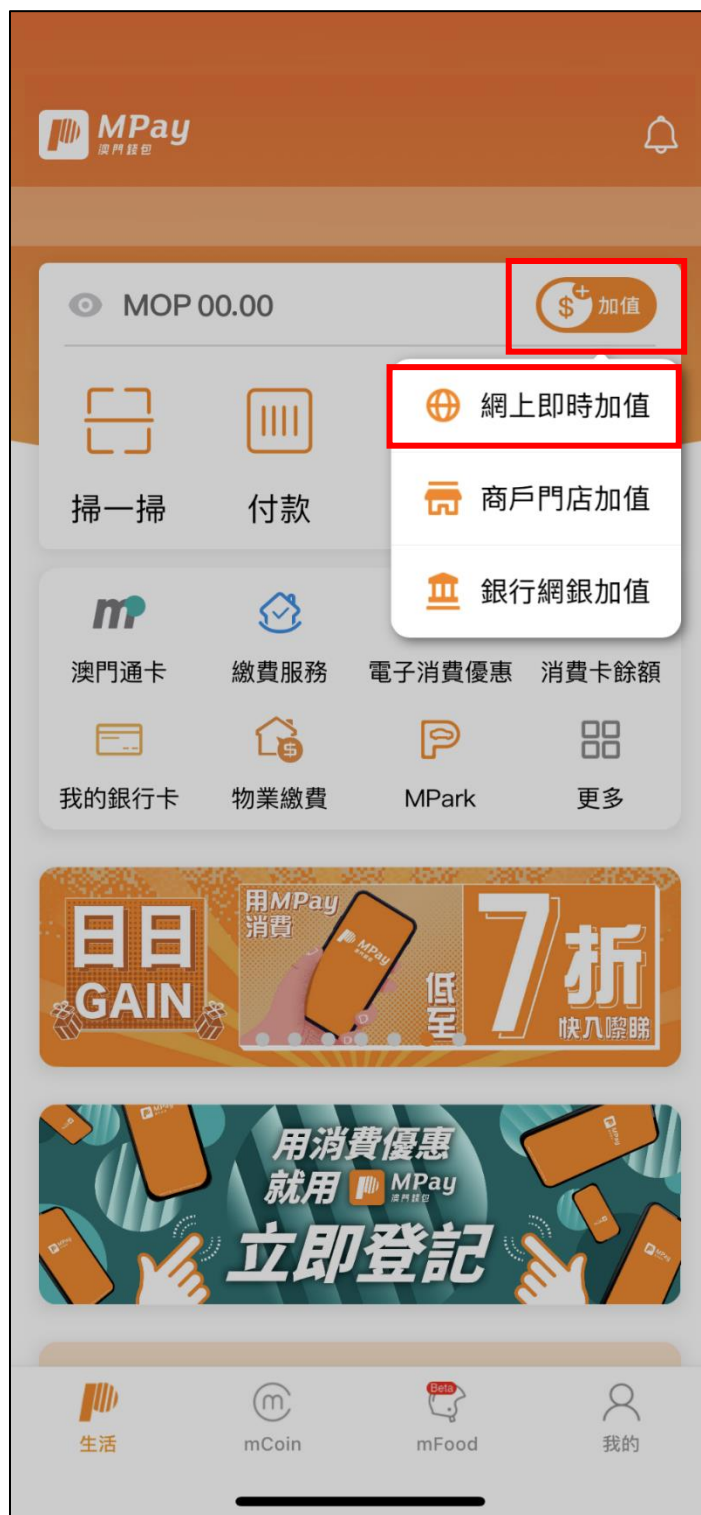 MPay
澳門錢包
MOP 00.00
$+ 加值
網上即時加值
商戶門店加值
銀行網銀加值
掃一掃
付款
m
澳門通卡
繳費服務
電子消費優惠
消費卡餘額
我的銀行卡
物業繳費
MPark
更多
日日
GAIN
用MPay
消費
MPay
低至
7折
快入嚟睇
用消費優惠
就用 MPay
澳門錢包
立即登記
生活
mCoin
Beta
mFood
我的